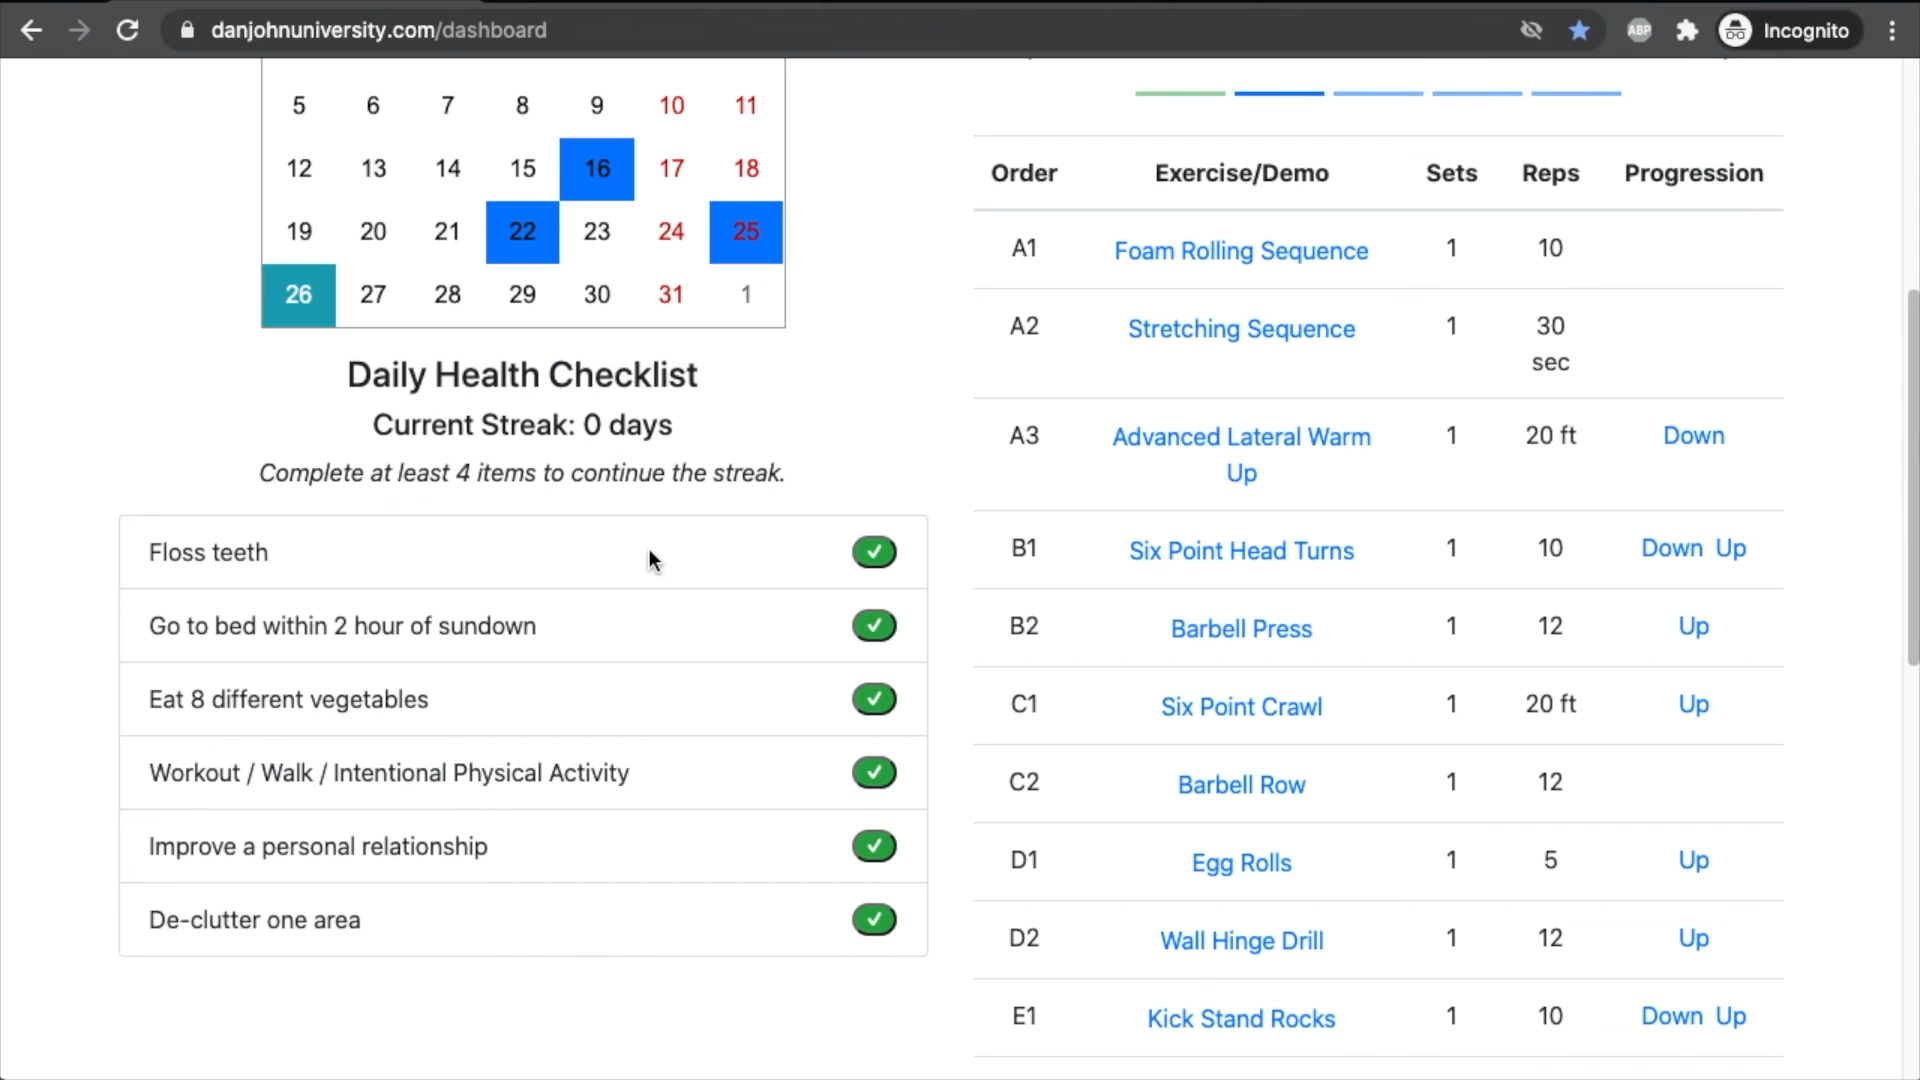 danjohnuniversity.com/dashboard
ABP
Incognito
5 6 7 8 9 10 11
12 13 14 15 16 17 18
19 20 21 22 23 24 25
26 27 28 29 30 31 1
Daily Health Checklist
Current Streak: 0 days
Complete at least 4 items to continue the streak.
Floss teeth
Go to bed within 2 hour of sundown
Eat 8 different vegetables
Workout / Walk / Intentional Physical Activity
Improve a personal relationship
De-clutter one area
Order Exercise/Demo Sets Reps Progression
A1 Foam Rolling Sequence 1 10
A2 Stretching Sequence 1 30
sec
A3 Advanced Lateral Warm 1 20 ft Down
Up
B1 Six Point Head Turns 1 10 Down Up
B2 Barbell Press 1 12 Up
C1 Six Point Crawl 1 20 ft Up
C2 Barbell Row 1 12
D1 Egg Rolls 1 5 Up
D2 Wall Hinge Drill 1 12 Up
E1 Kick Stand Rocks 1 10 Down Up